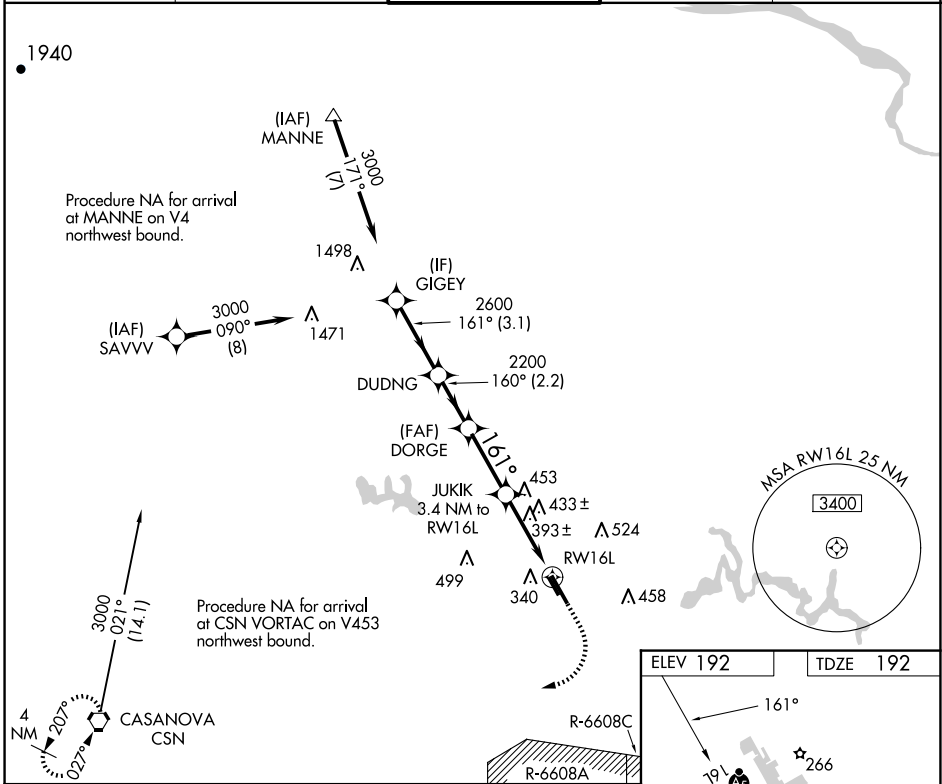 1940
(IAF)
MANNE
3000
171°
(7)
Procedure NA for arrival
at MANNE on V4
northwest bound.
1498
(IF)
GIGEY
3000
090°
(8)
(IAF)
SAVVV
1471
2600
161° (3.1)
DUDNG
2200
160° (2.2)
(FAF)
DORGE
161°
MSA RW16L 25 NM
3400
JUKIK
3.4 NM to
RW16L
453
433±
393±
524
RW16L
499
340
458
3000
021°
(14.1)
Procedure NA for arrival
at CSN VORTAC on V453
northwest bound.
4
NM
207°
027°
CASANOVA
CSN
R-6608C
R-6608A
ELEV 192
TDZE 192
161°
16L
266